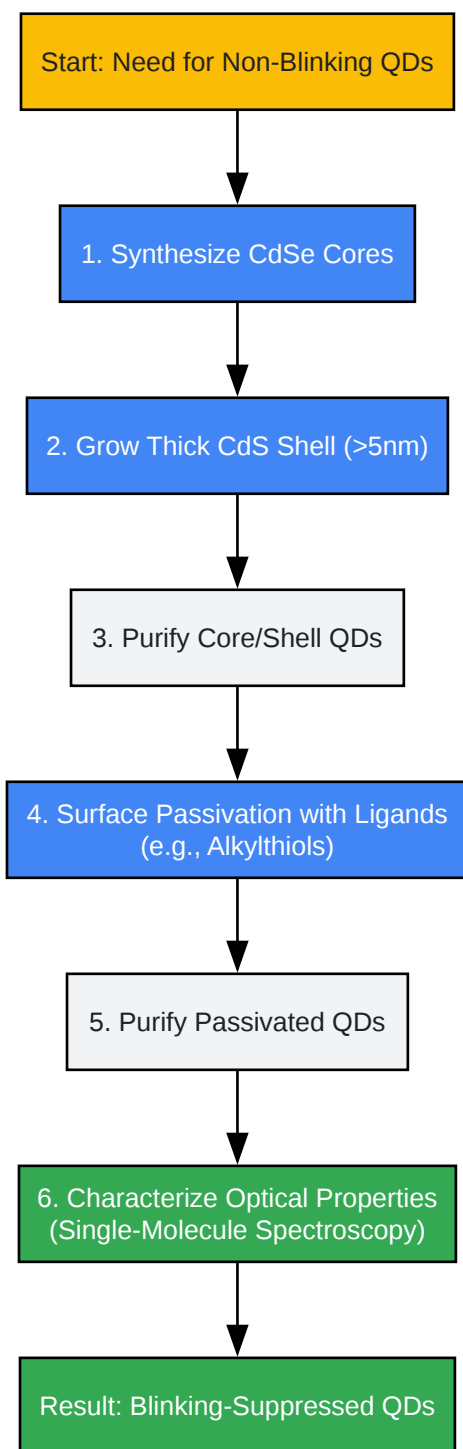 Start: Need for Non-Blinking QDs
1. Synthesize CdSe Cores
2. Grow Thick CdS Shell (>5nm)
3. Purify Core/Shell QDs
4. Surface Passivation with Ligands
(e.g., Alkylthiols)
5. Purify Passivated QDs
6. Characterize Optical Properties
(Single-Molecule Spectroscopy)
Result: Blinking-Suppressed QDs